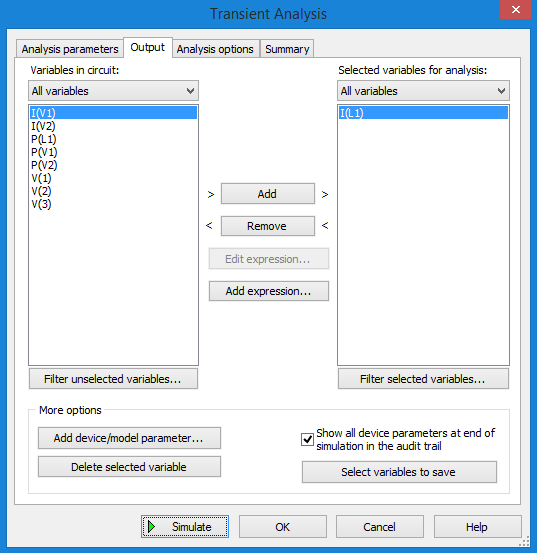 Transient Analysis
Analysis parameters
Output
Analysis options
Summary
Variables in circuit:
All variables
I(V1)
I(V2)
P(L1)
P(V1)
P(V2)
V(1)
V(2)
V(3)
Filter unselected variables...
> Add >
< Remove <
Edit expression...
Add expression...
Selected variables for analysis:
All variables
I(L1)
Filter selected variables...
More options
Add device/model parameter...
Delete selected variable
Show all device parameters at end of
simulation in the audit trail
Select variables to save
Simulate
OK
Cancel
Help